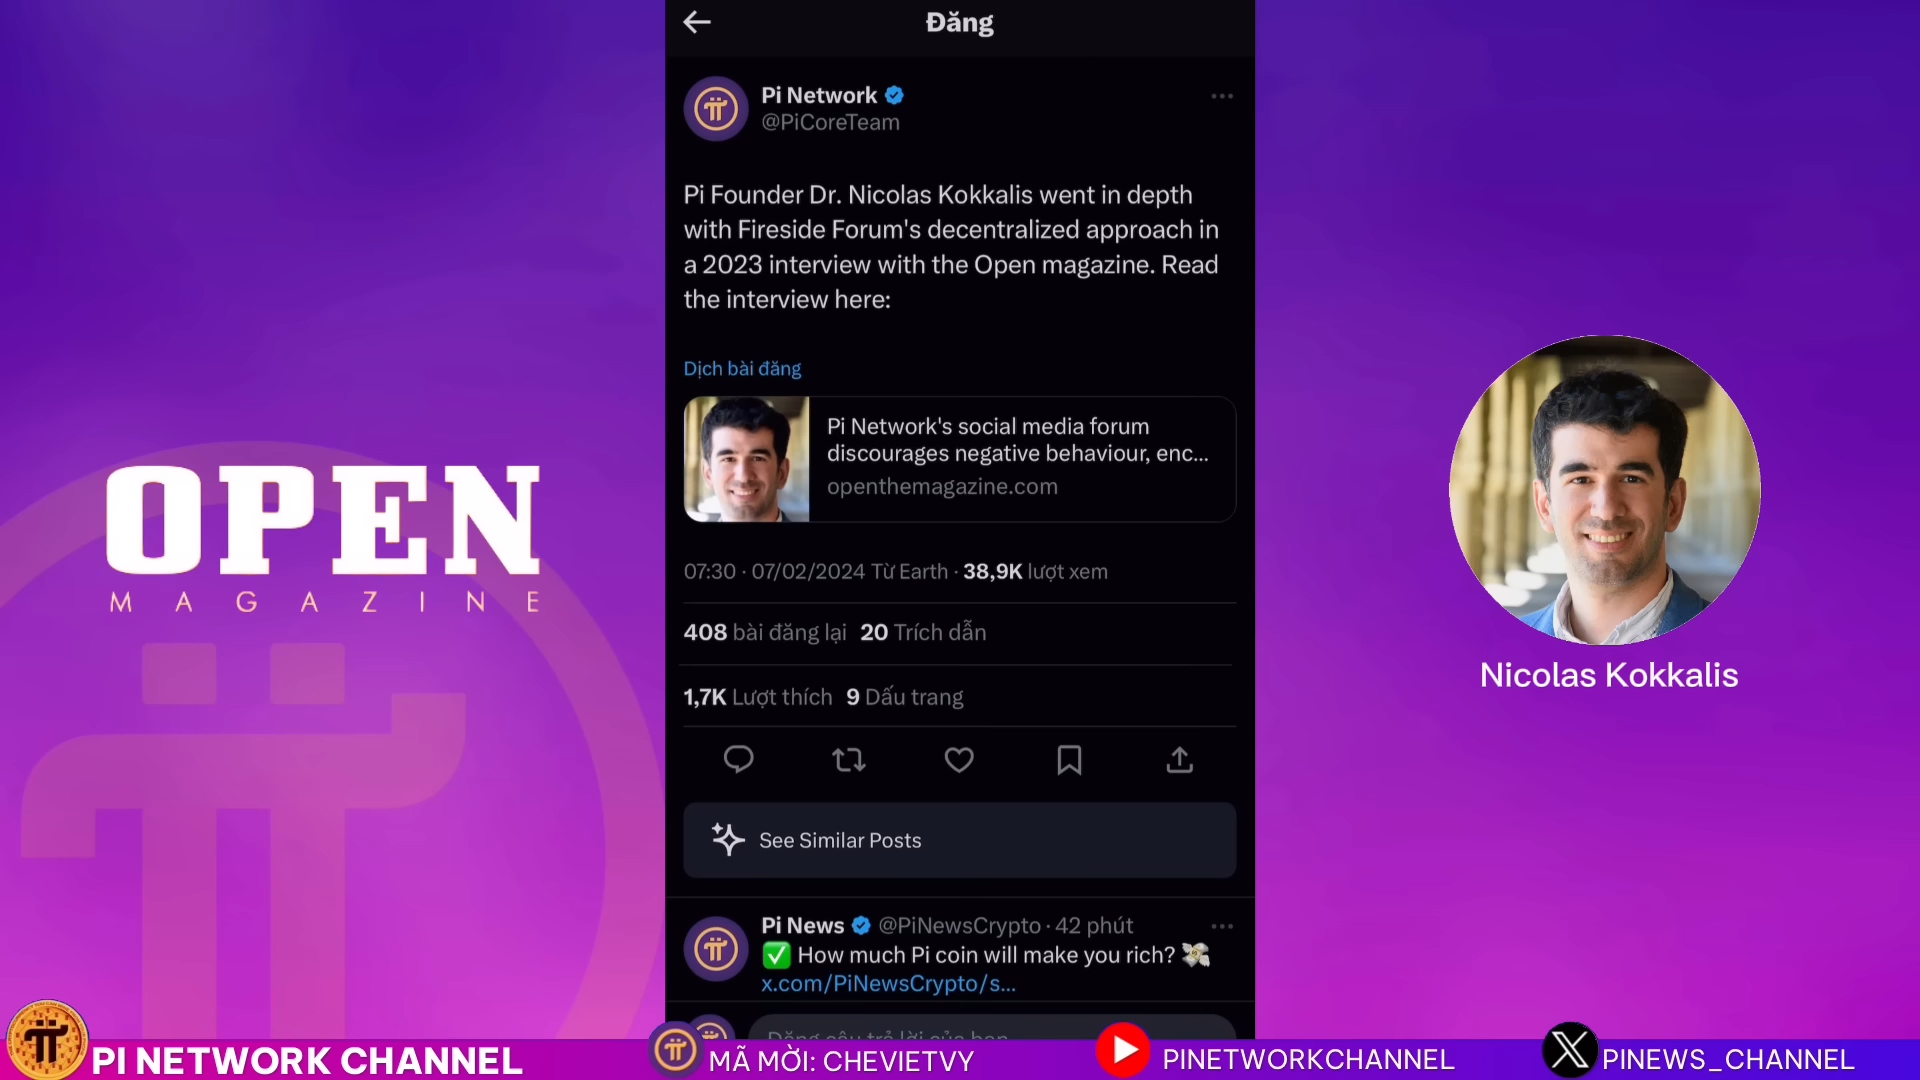 Đăng
Pi Network
@PiCoreTeam
Pi Founder Dr. Nicolas Kokkalis went in depth
with Fireside Forum's decentralized approach in
a 2023 interview with the Open magazine. Read
the interview here:
Dịch bài đăng
Pi Network's social media forum
discourages negative behaviour, enc...
openthemagazine.com
07:30 · 07/02/2024 Từ Earth · 38,9K lượt xem
408 bài đăng lại 20 Trích dẫn
1,7K Lượt thích 9 Dấu trang
See Similar Posts
Pi News @PiNewsCrypto · 42 phút
✅ How much Pi coin will make you rich? 💸
x.com/PiNewsCrypto/s...
Đăng câu trả lời của bạn
OPEN
MAGAZINE
Nicolas Kokkalis
PI NETWORK CHANNEL
MÃ MỜI: CHEVIETVY
PINETWORKCHANNEL
PINEWS_CHANNEL